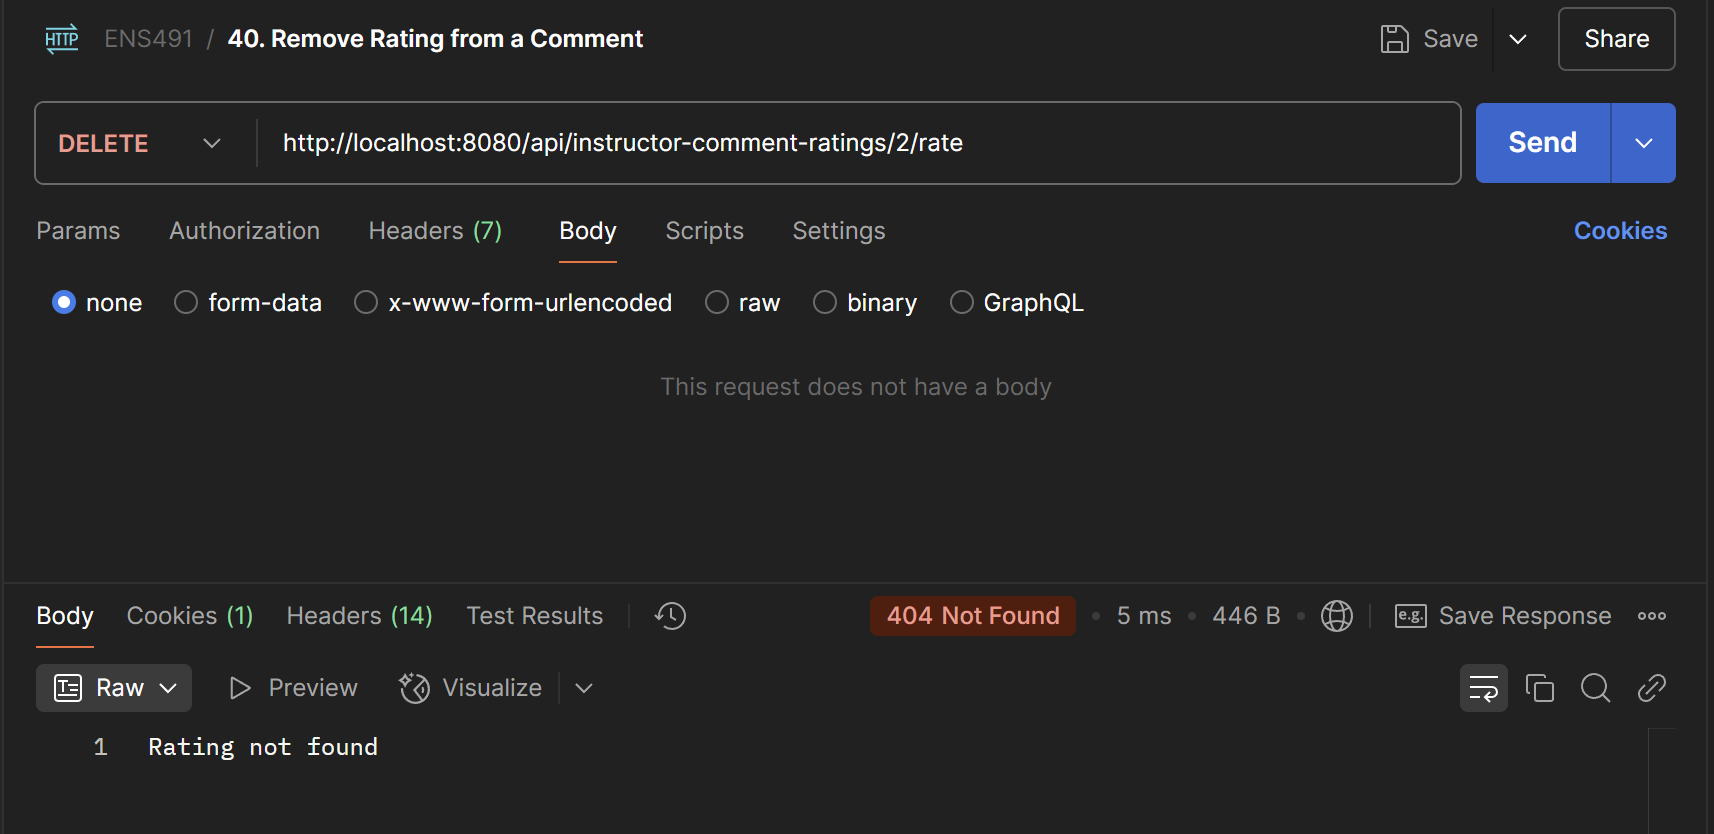 HTTP ENS491 / 40. Remove Rating from a Comment Save Share
DELETE http://localhost:8080/api/instructor-comment-ratings/2/rate Send
Params Authorization Headers (7) Body Scripts Settings Cookies
none form-data x-www-form-urlencoded raw binary GraphQL
This request does not have a body
Body Cookies (1) Headers (14) Test Results 404 Not Found • 5 ms • 446 B • e.g. Save Response
Raw Preview Visualize
1 Rating not found